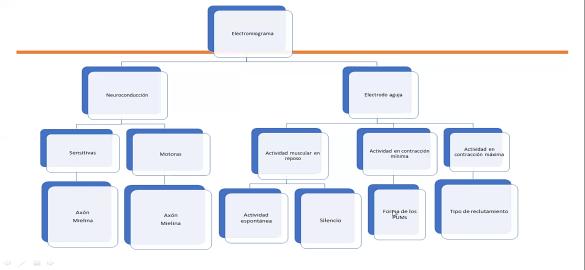 Electromiograma
Neuroconducción
Electrodo aguja
Sensitivas
Motoras
Actividad muscular en
reposo
Actividad en contracción
mínima
Actividad en
contracción máxima
Axón
Mielina
Axón
Mielina
Actividad
espontánea
Silencio
Forma de los
PUMs
Tipo de reclutamiento